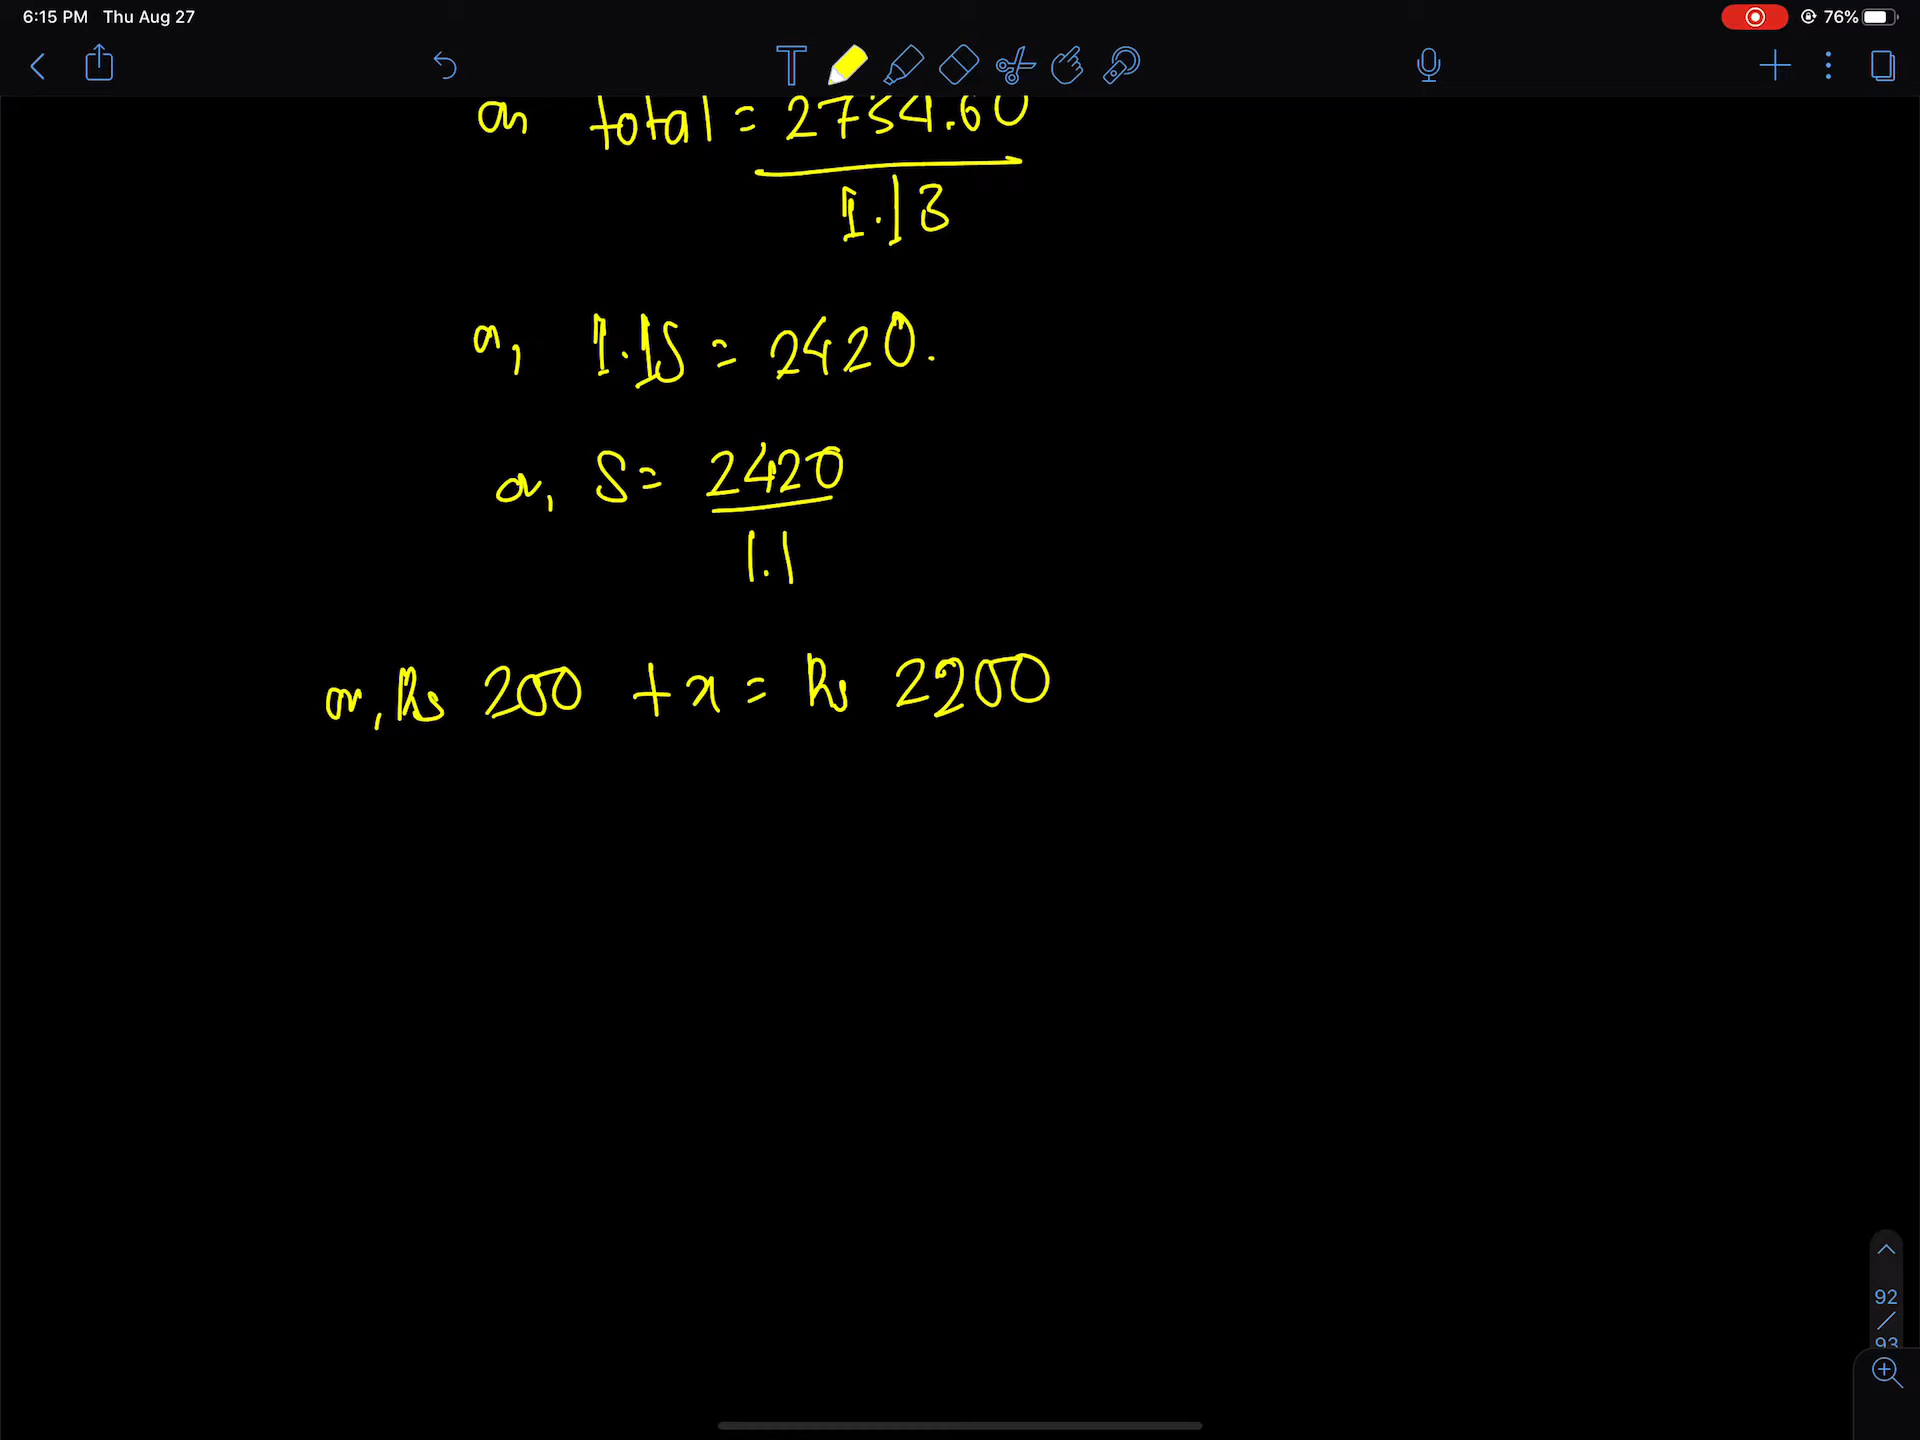 6:15 PM Thu Aug 27
76%
or, total = 2734.60
1.13
or, 1.1S = 2420.
or, S = 2420
1.1
or, Rs 200 + x = Rs 2200
92
/
93